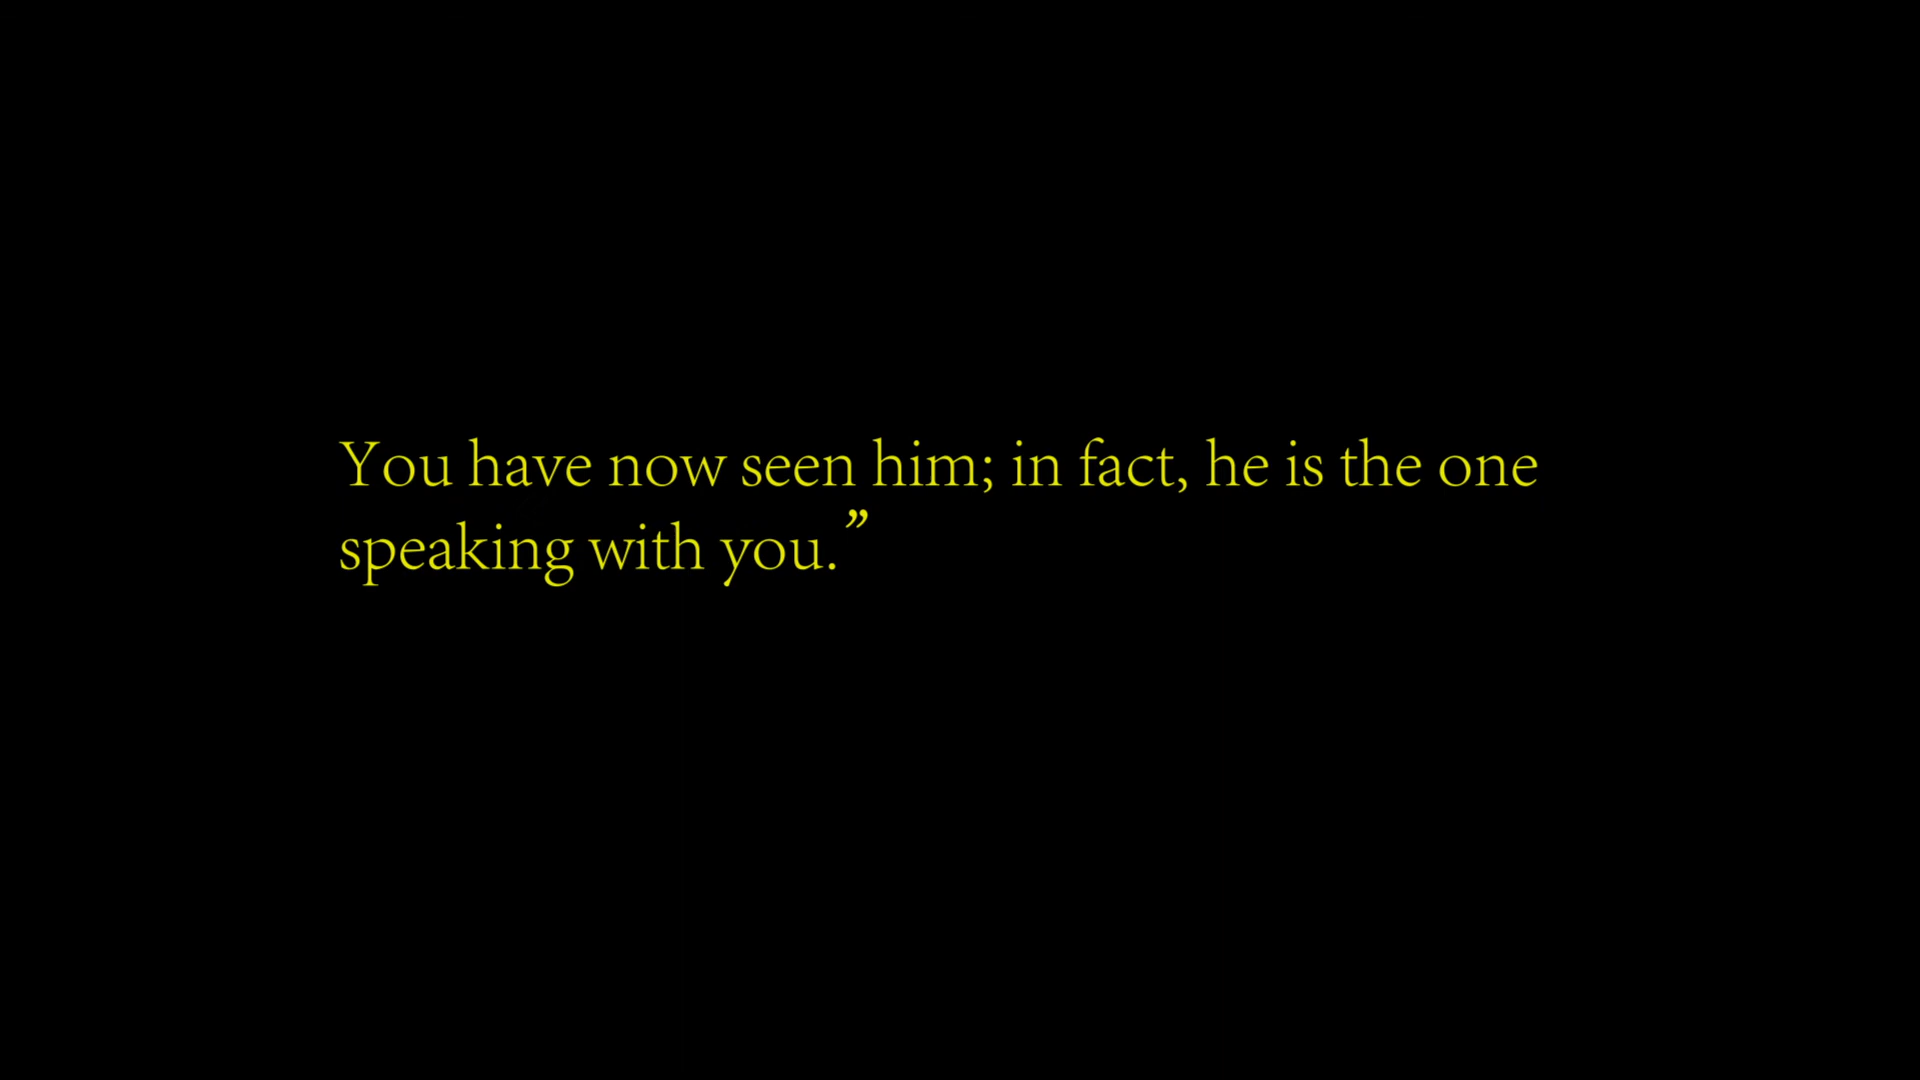 You have now seen him; in fact, he is the one
speaking with you.”